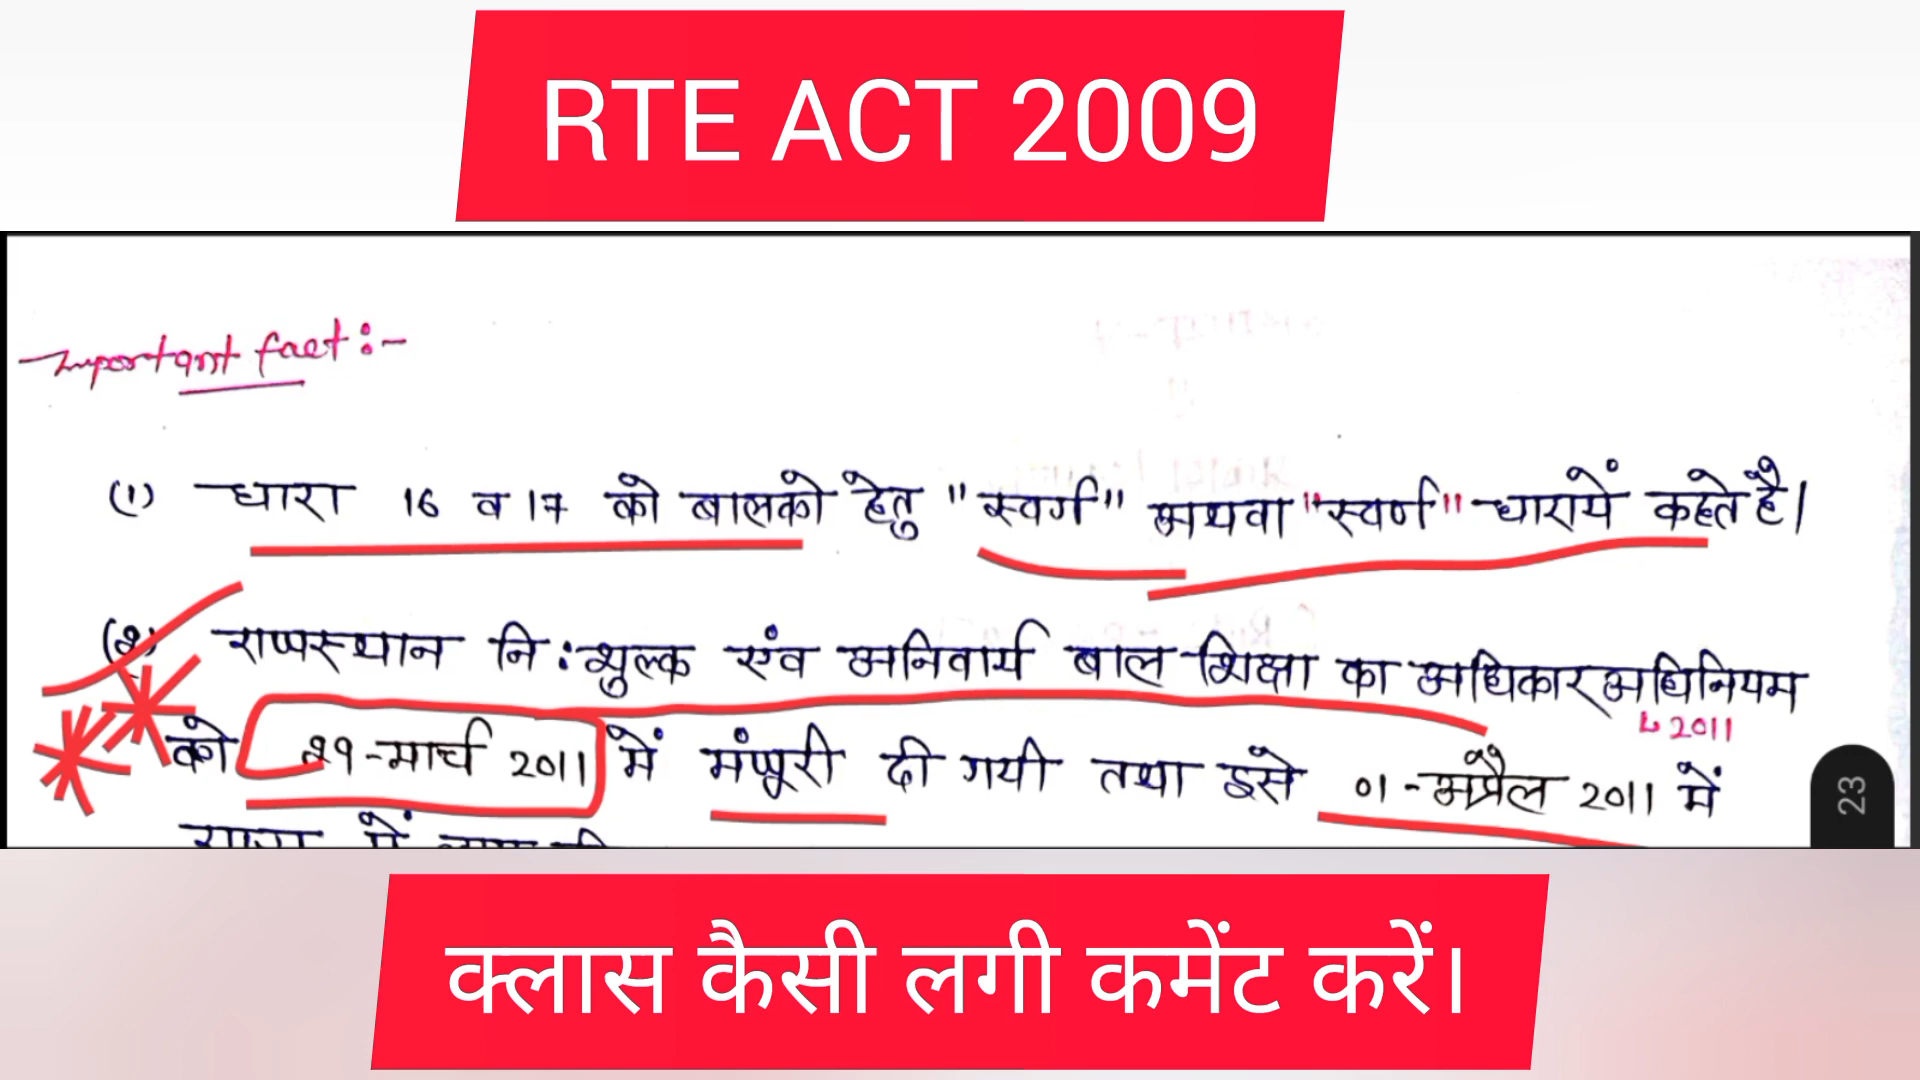 RTE ACT 2009
Important fact:-
(1) धारा 16 व 17 को बालको हेतु "स्वर्ग" अथवा "स्वर्ण" धारायें कहते है।
(2) राजस्थान नि:शुल्क एंव अनिवार्य बाल शिक्षा का अधिकार अधिनियम
2011
को 29-मार्च 2011 में मंजूरी दी गयी तथा इसे 01-अप्रैल 2011 में
23
क्लास कैसी लगी कमेंट करें।